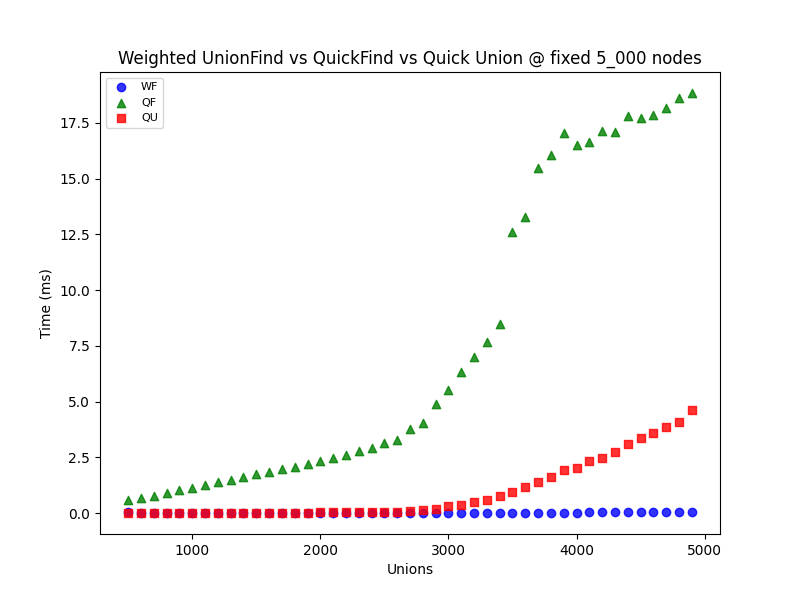 Weighted UnionFind vs QuickFind vs Quick Union @ fixed 5_000 nodes
WF
QF
QU
17.5
15.0
12.5
10.0
7.5
5.0
2.5
0.0
Time (ms)
1000 2000 3000 4000 5000
Unions